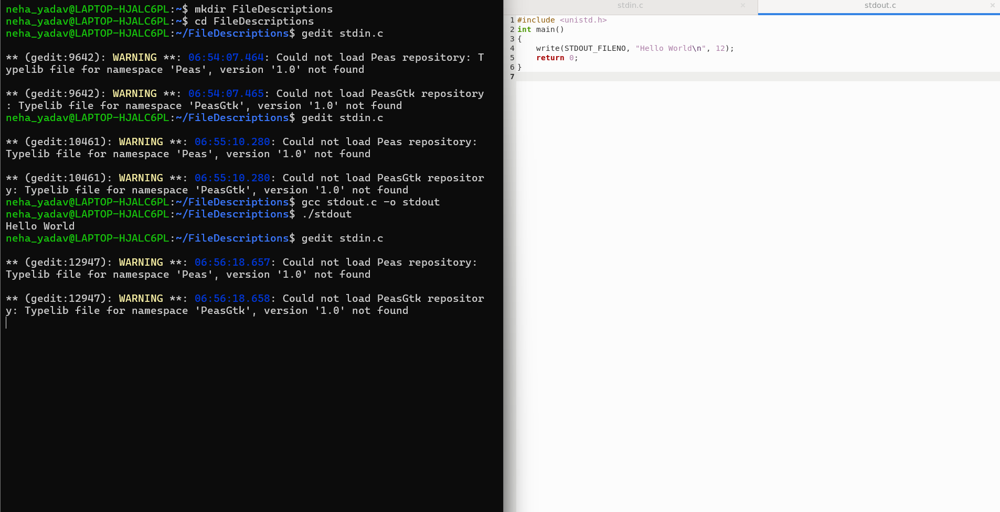 neha_yadav@LAPTOP-HJALC6PL:~$ mkdir FileDescriptions
neha_yadav@LAPTOP-HJALC6PL:~$ cd FileDescriptions
neha_yadav@LAPTOP-HJALC6PL:~/FileDescriptions$ gedit stdin.c
** (gedit:9642): WARNING **: 06:54:07.464: Could not load Peas repository: T
ypelib file for namespace 'Peas', version '1.0' not found
** (gedit:9642): WARNING **: 06:54:07.465: Could not load PeasGtk repository
: Typelib file for namespace 'PeasGtk', version '1.0' not found
neha_yadav@LAPTOP-HJALC6PL:~/FileDescriptions$ gedit stdin.c
** (gedit:10461): WARNING **: 06:55:10.280: Could not load Peas repository:
Typelib file for namespace 'Peas', version '1.0' not found
** (gedit:10461): WARNING **: 06:55:10.280: Could not load PeasGtk repositor
y: Typelib file for namespace 'PeasGtk', version '1.0' not found
neha_yadav@LAPTOP-HJALC6PL:~/FileDescriptions$ gcc stdout.c -o stdout
neha_yadav@LAPTOP-HJALC6PL:~/FileDescriptions$ ./stdout
Hello World
neha_yadav@LAPTOP-HJALC6PL:~/FileDescriptions$ gedit stdin.c
** (gedit:12947): WARNING **: 06:56:18.657: Could not load Peas repository:
Typelib file for namespace 'Peas', version '1.0' not found
** (gedit:12947): WARNING **: 06:56:18.658: Could not load PeasGtk repositor
y: Typelib file for namespace 'PeasGtk', version '1.0' not found
stdin.c × stdout.c ×
1 #include <unistd.h>
2 int main()
3 {
4     write(STDOUT_FILENO, "Hello World\n", 12);
5     return 0;
6 }
7